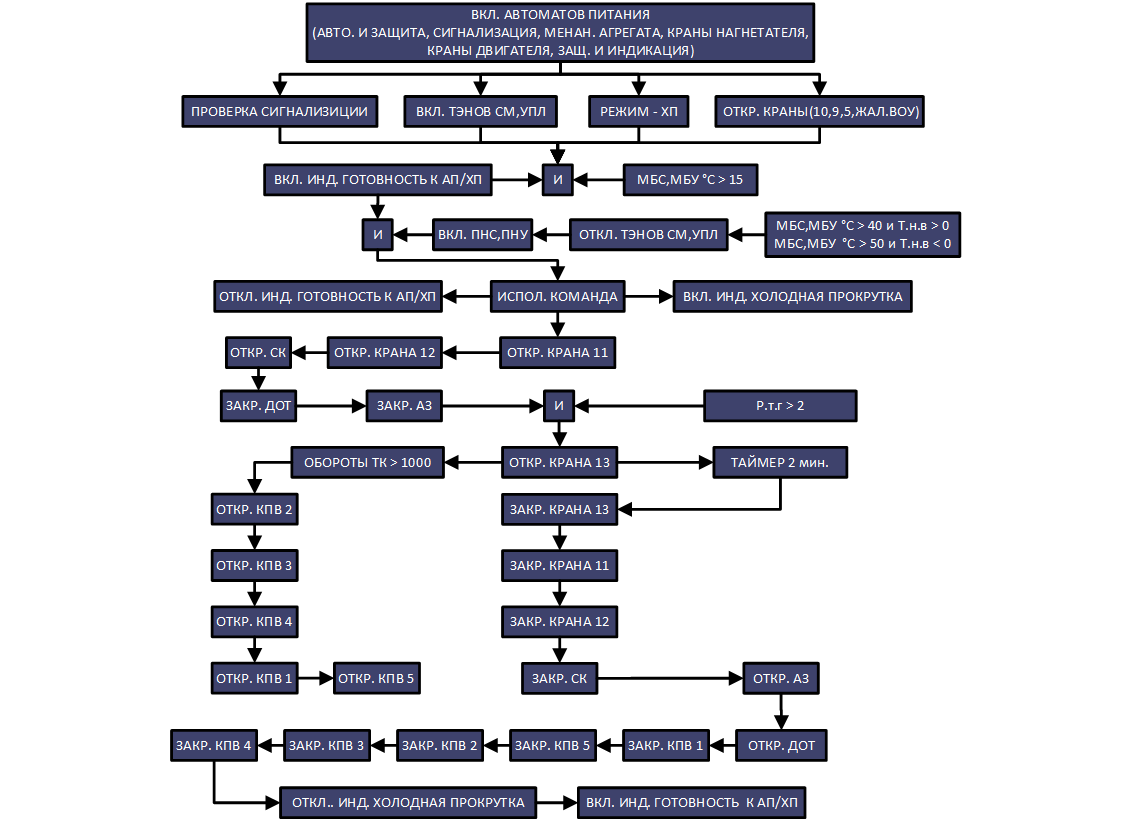 ВКЛ. АВТОМАТОВ ПИТАНИЯ
(АВТО. И ЗАЩИТА, СИГНАЛИЗАЦИЯ, МЕНАН. АГРЕГАТА, КРАНЫ НАГНЕТАТЕЛЯ,
КРАНЫ ДВИГАТЕЛЯ, ЗАЩ. И ИНДИКАЦИЯ)
ПРОВЕРКА СИГНАЛИЗИЦИИ
ВКЛ. ТЭНОВ СМ,УПЛ
РЕЖИМ - ХП
ОТКР. КРАНЫ(10,9,5,ЖАЛ.ВОУ)
ВКЛ. ИНД. ГОТОВНОСТЬ К АП/ХП
И
МБС,МБУ °С > 15
И
ВКЛ. ПНС,ПНУ
ОТКЛ. ТЭНОВ СМ,УПЛ
МБС,МБУ °С > 40 и Т.н.в > 0
МБС,МБУ °С > 50 и Т.н.в < 0
ОТКЛ. ИНД. ГОТОВНОСТЬ К АП/ХП
ИСПОЛ. КОМАНДА
ВКЛ. ИНД. ХОЛОДНАЯ ПРОКРУТКА
ОТКР. СК
ОТКР. КРАНА 12
ОТКР. КРАНА 11
ЗАКР. ДОТ
ЗАКР. АЗ
И
Р.т.г > 2
ОБОРОТЫ ТК > 1000
ОТКР. КРАНА 13
ТАЙМЕР 2 мин.
ОТКР. КПВ 2
ЗАКР. КРАНА 13
ОТКР. КПВ 3
ЗАКР. КРАНА 11
ОТКР. КПВ 4
ЗАКР. КРАНА 12
ОТКР. КПВ 1
ОТКР. КПВ 5
ЗАКР. СК
ОТКР. АЗ
ЗАКР. КПВ 4
ЗАКР. КПВ 3
ЗАКР. КПВ 2
ЗАКР. КПВ 5
ЗАКР. КПВ 1
ОТКР. ДОТ
ОТКЛ.. ИНД. ХОЛОДНАЯ ПРОКРУТКА
ВКЛ. ИНД. ГОТОВНОСТЬ К АП/ХП